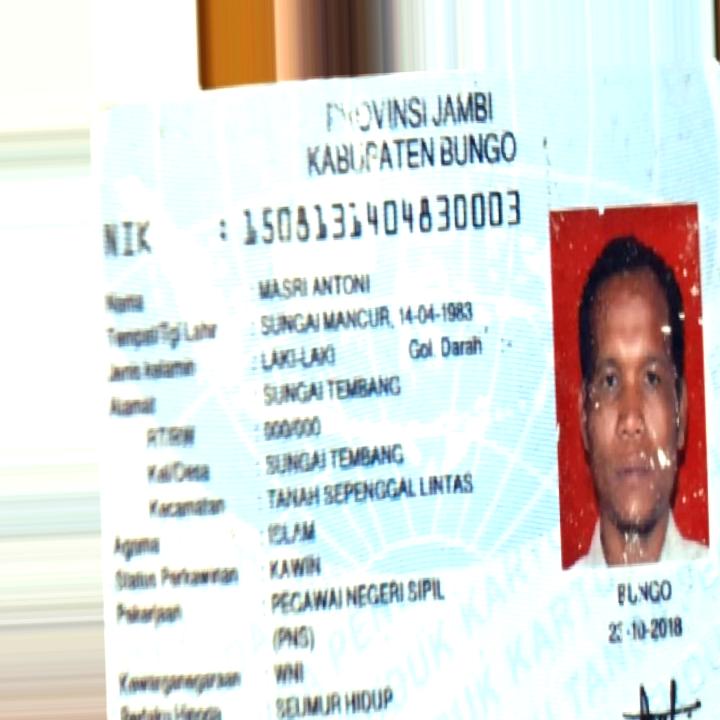 PROVINSI JAMBI
KABUPATEN BUNGO
NIK : 1508131404830003
Nama : MASRI ANTONI
Tempat/Tgl Lahir : SUNGAI MANCUR, 14-04-1983
Jenis kelamin : LAKI-LAKI Gol. Darah : -
Alamat : SUNGAI TEMBANG
RT/RW : 000/000
Kel/Desa : SUNGAI TEMBANG
Kecamatan : TANAH SEPENGGAL LINTAS
Agama : ISLAM
Status Perkawinan : KAWIN
Pekerjaan : PEGAWAI NEGERI SIPIL
(PNS)
Kewarganegaraan : WNI
Berlaku Hingga : SEUMUR HIDUP
BUNGO
-10-2018